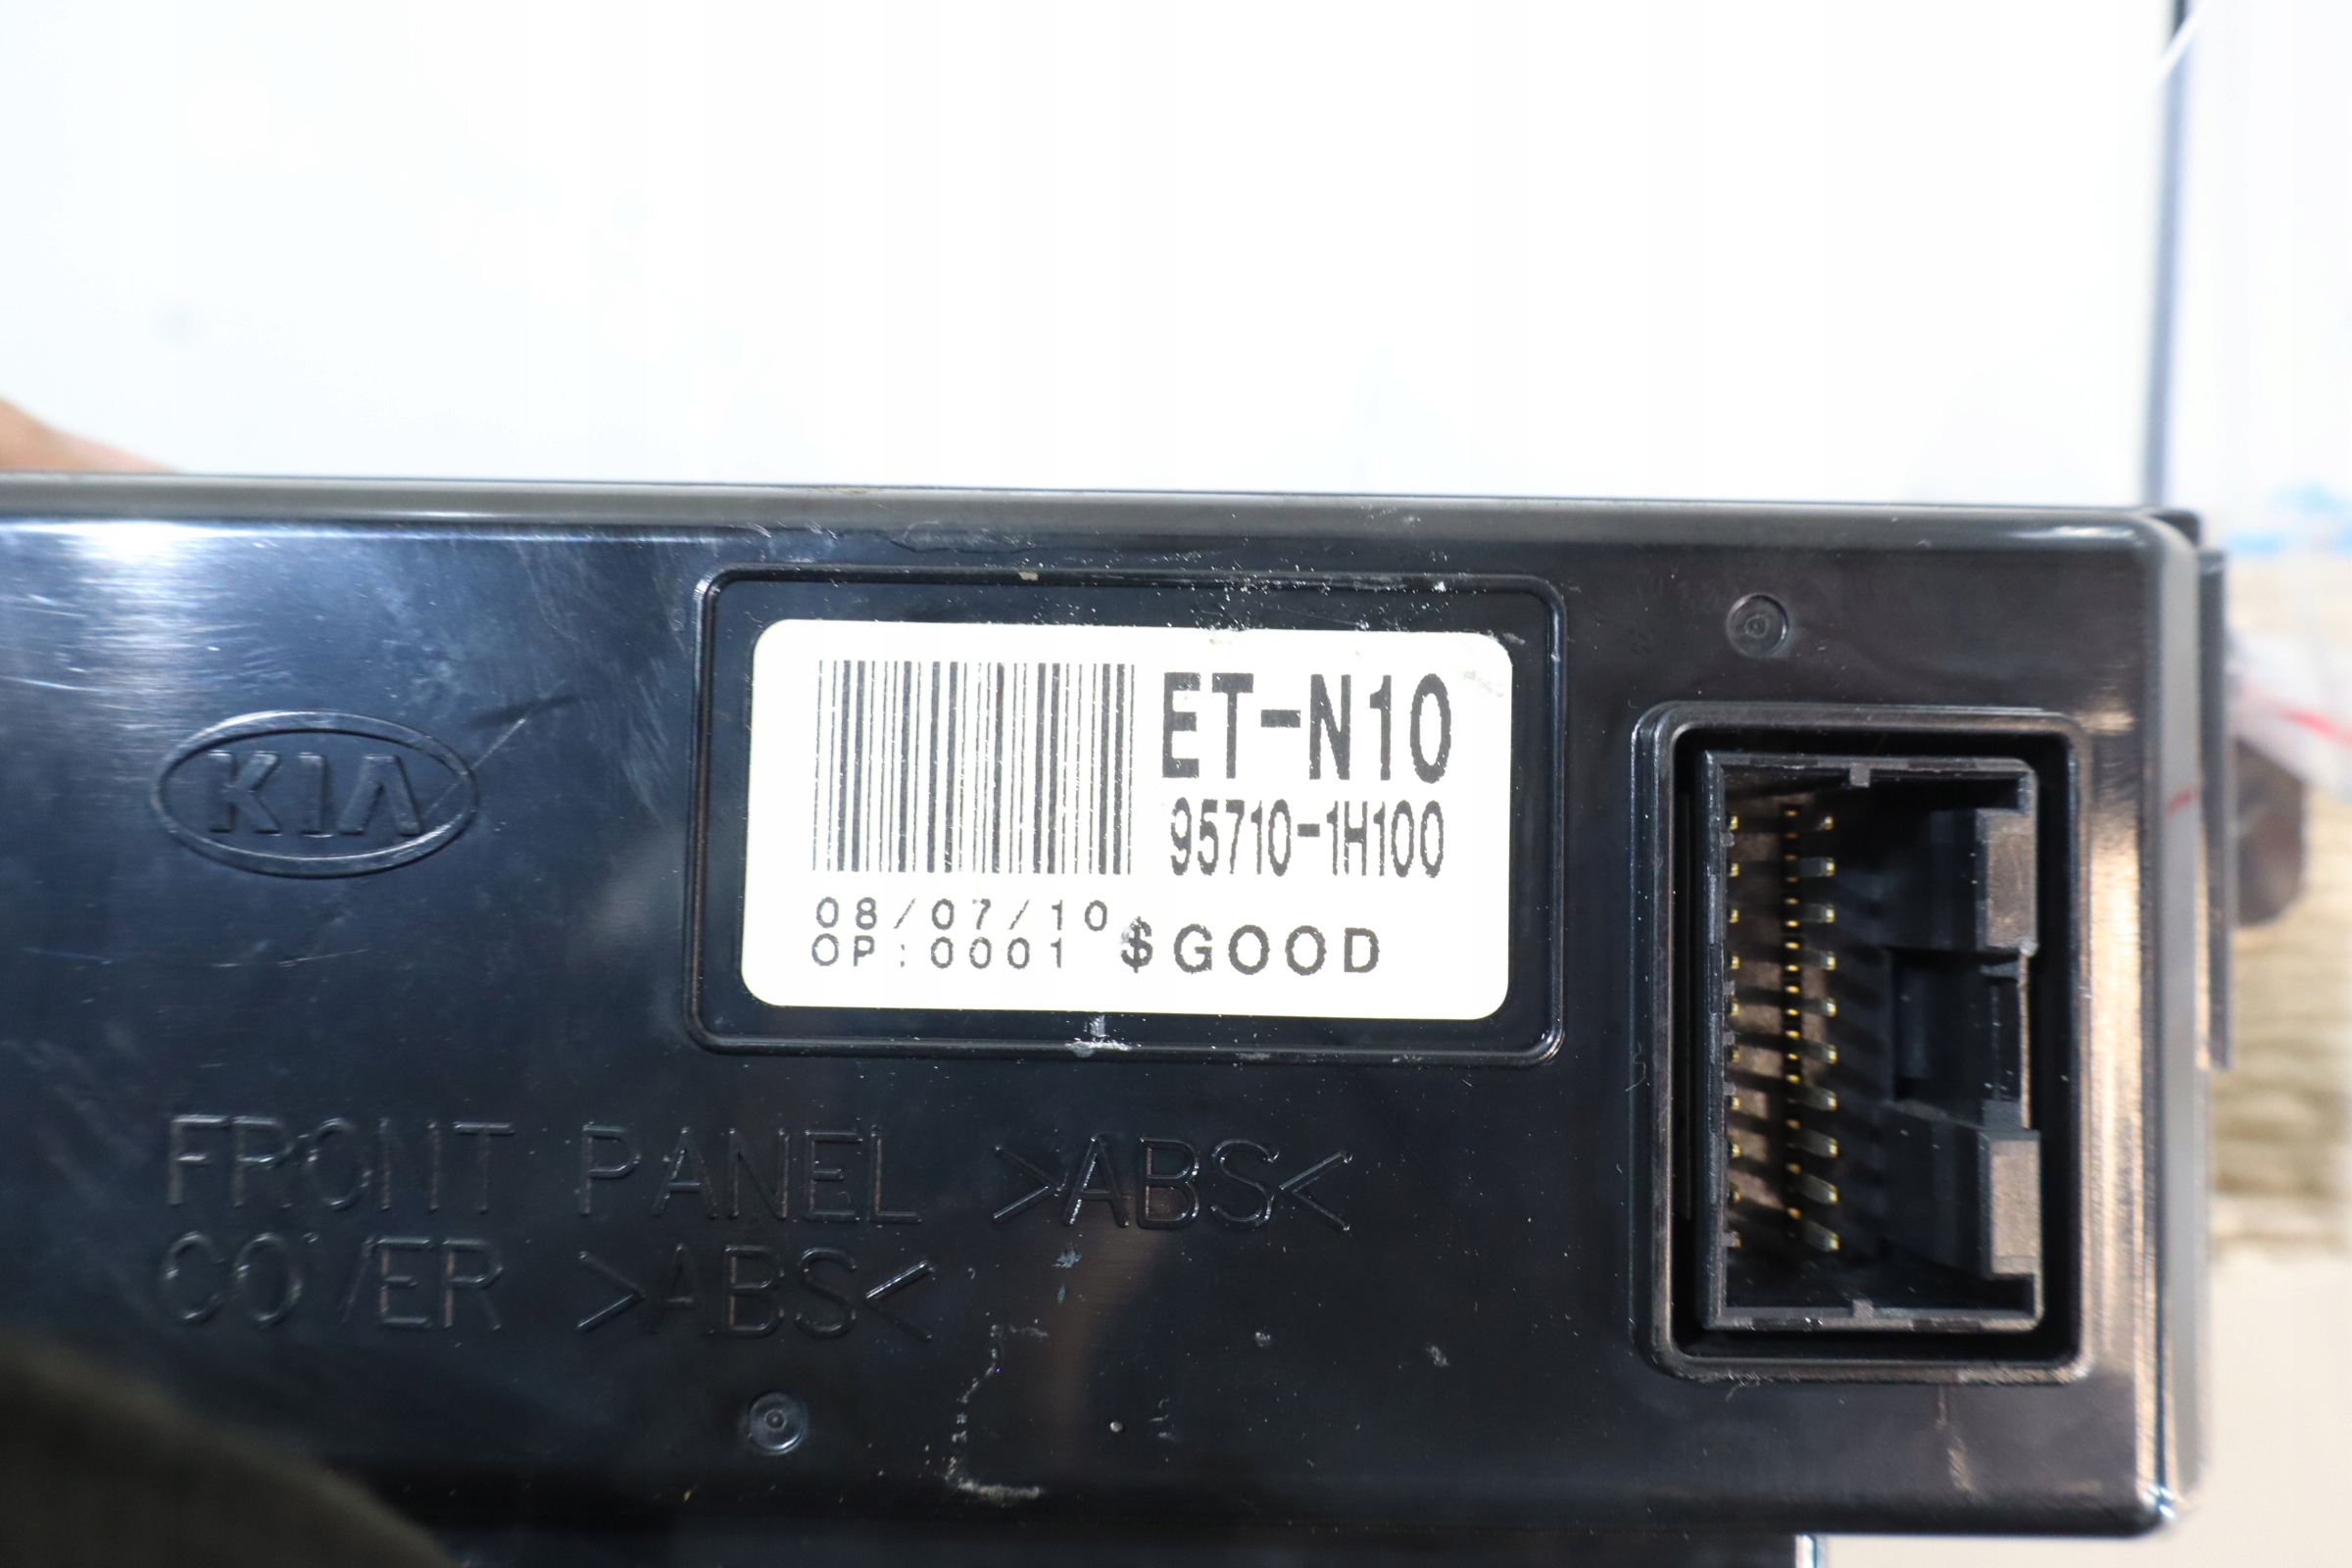 KIA
ET-N10
95710-1H100
08/07/10
OP:0001 $GOOD
FRONT PANEL >ABS<
COVER >ABS<